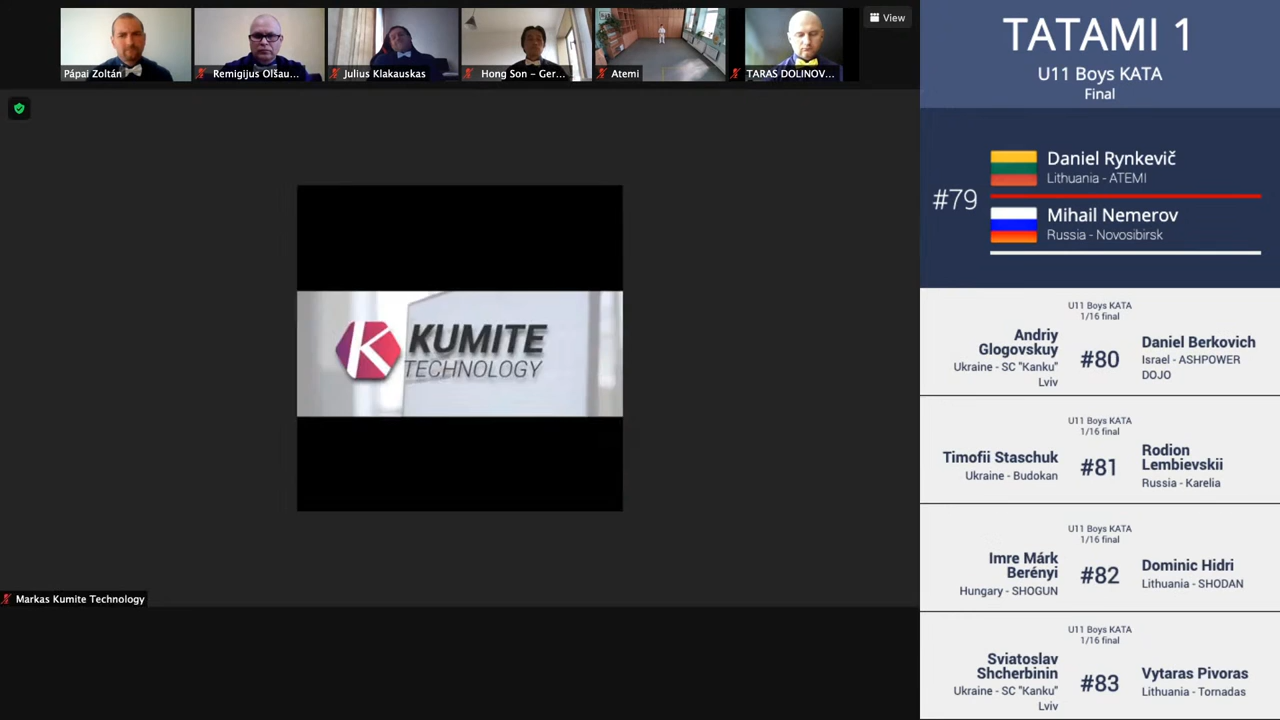 View
Pápai Zoltán
Remigijus Olšau...
Julius Klakauskas
Hong Son – Ger...
Atemi
TARAS DOLINOV...
KUMITE
TECHNOLOGY
Markas Kumite Technology
TATAMI 1
U11 Boys KATA
Final
#79
Daniel Rynkevič
Lithuania - ATEMI
Mihail Nemerov
Russia - Novosibirsk
U11 Boys KATA
1/16 final
Andriy
Glogovskuy
Ukraine - SC "Kanku"
Lviv
#80
Daniel Berkovich
Israel - ASHPOWER
DOJO
U11 Boys KATA
1/16 final
Timofii Staschuk
Ukraine - Budokan
#81
Rodion
Lembievskii
Russia - Karelia
U11 Boys KATA
1/16 final
Imre Márk
Berényi
Hungary - SHOGUN
#82
Dominic Hidri
Lithuania - SHODAN
U11 Boys KATA
1/16 final
Sviatoslav
Shcherbinin
Ukraine - SC "Kanku"
Lviv
#83
Vytaras Pivoras
Lithuania - Tornadas